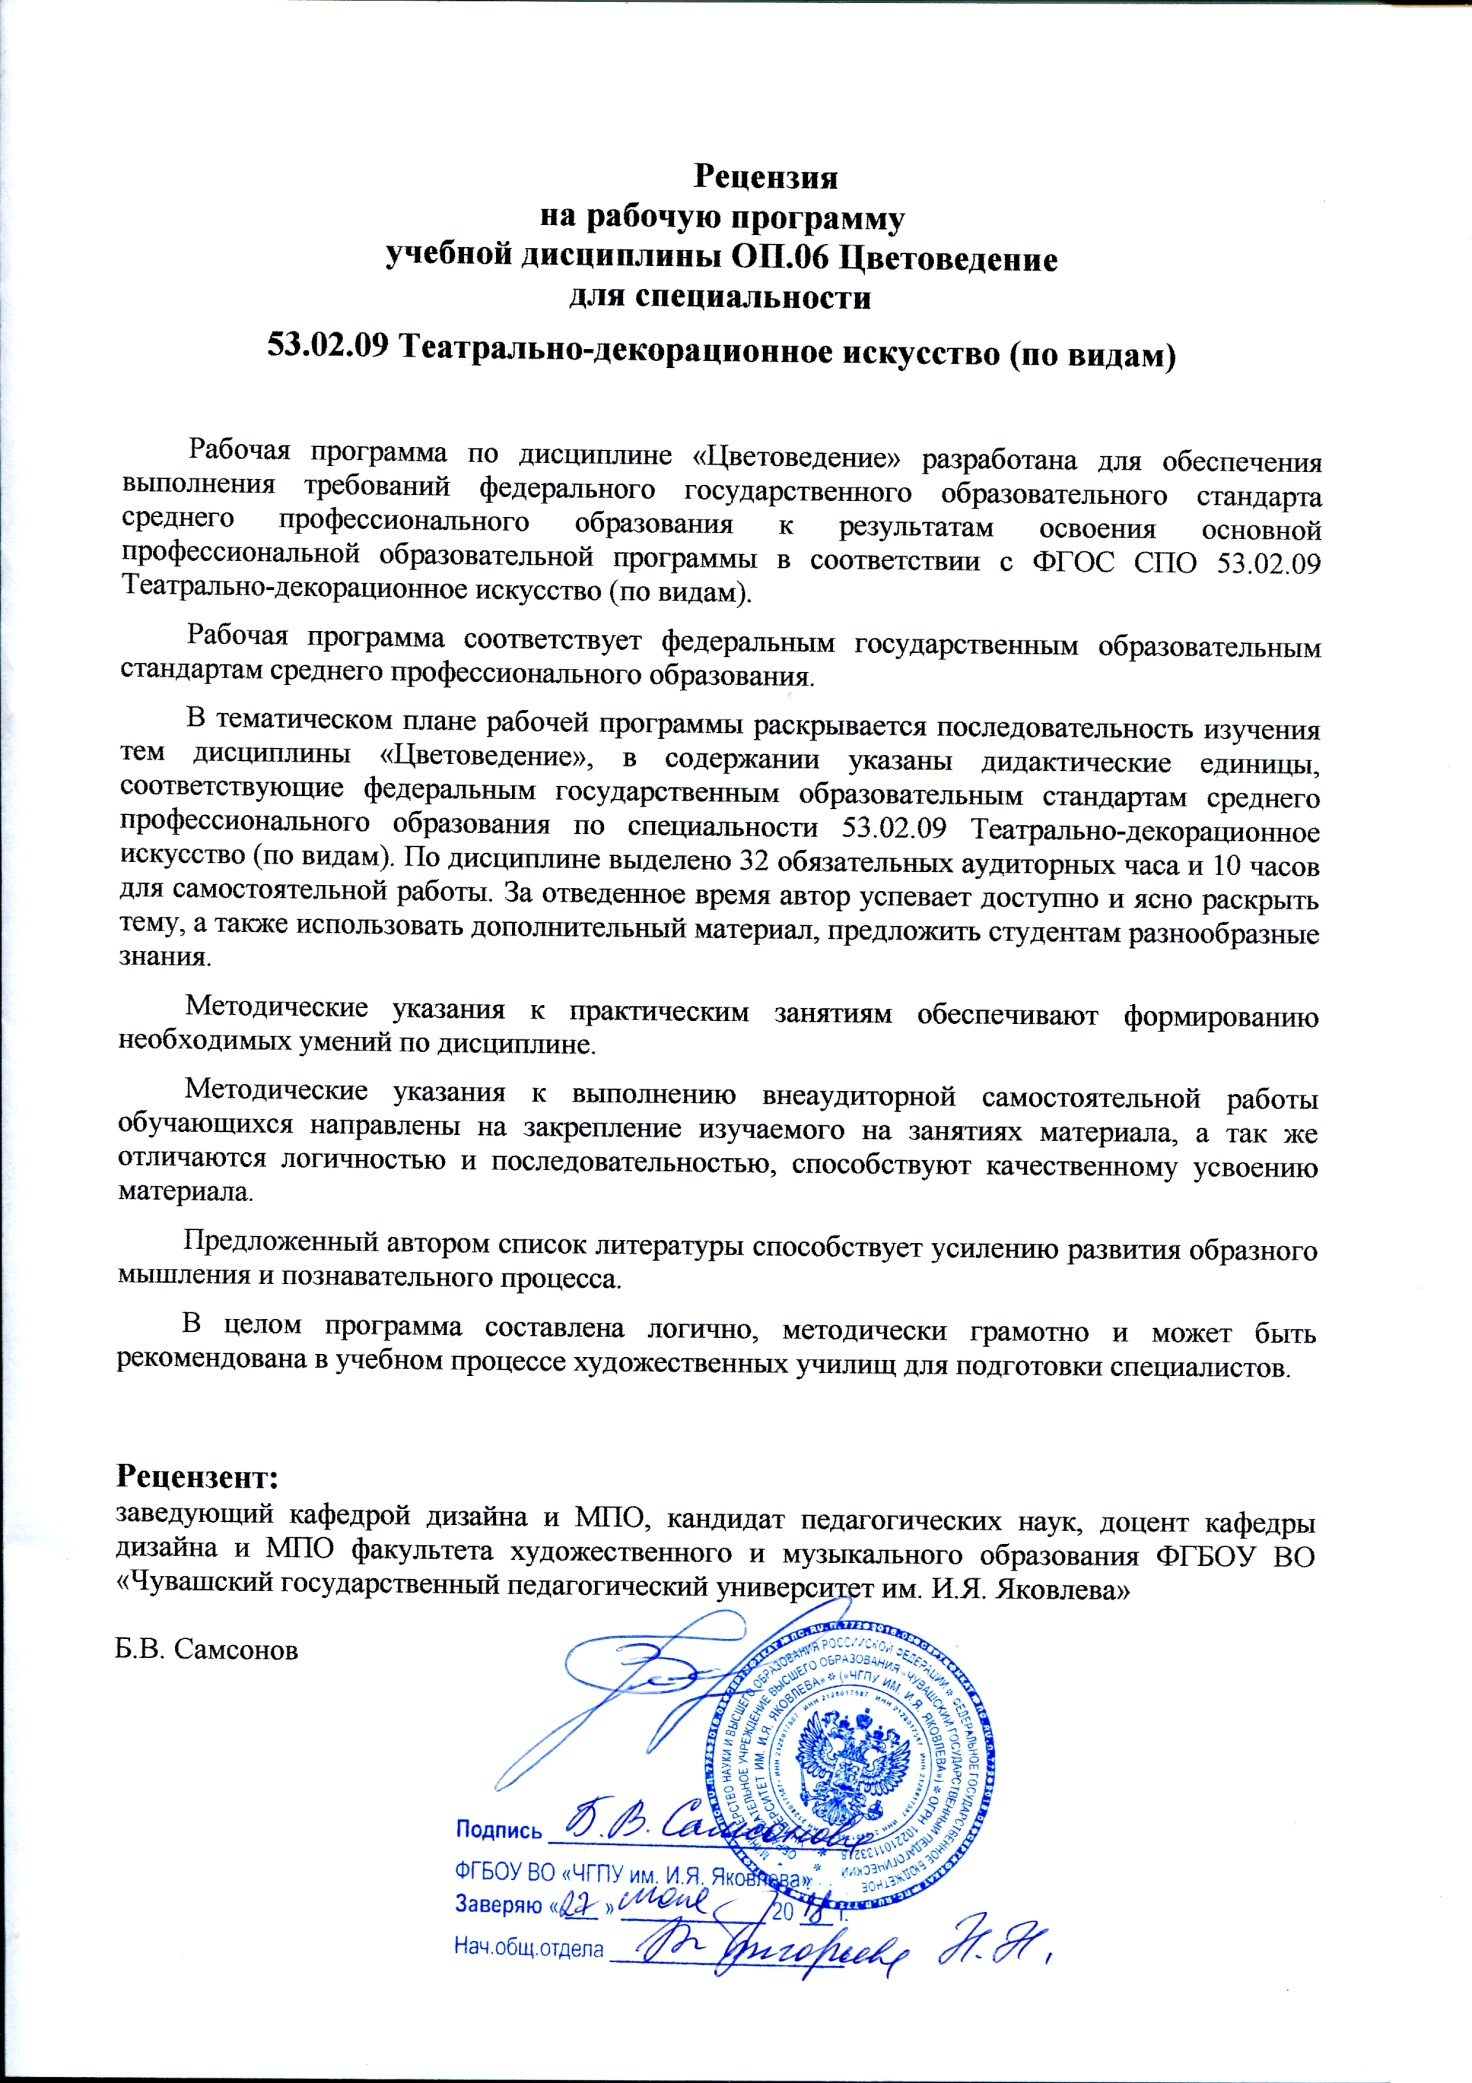 Рецензия
на рабочую программу
учебной дисциплины ОП.06 Цветоведение
для специальности
53.02.09 Театрально-декорационное искусство (по видам)
Рабочая программа по дисциплине «Цветоведение» разработана для обеспечения
выполнения требований федерального государственного образовательного стандарта
среднего профессионального образования к результатам освоения основной
профессиональной образовательной программы в соответствии с ФГОС СПО 53.02.09
Театрально-декорационное искусство (по видам).
Рабочая программа соответствует федеральным государственным образовательным
стандартам среднего профессионального образования.
В тематическом плане рабочей программы раскрывается последовательность изучения
тем дисциплины «Цветоведение», в содержании указаны дидактические единицы,
соответствующие федеральным государственным образовательным стандартам среднего
профессионального образования по специальности 53.02.09 Театрально-декорационное
искусство (по видам). По дисциплине выделено 32 обязательных аудиторных часа и 10 часов
для самостоятельной работы. За отведенное время автор успевает доступно и ясно раскрыть
тему, а также использовать дополнительный материал, предложить студентам разнообразные
знания.
Методические указания к практическим занятиям обеспечивают формированию
необходимых умений по дисциплине.
Методические указания к выполнению внеаудиторной самостоятельной работы
обучающихся направлены на закрепление изучаемого на занятиях материала, а так же
отличаются логичностью и последовательностью, способствуют качественному усвоению
материала.
Предложенный автором список литературы способствует усилению развития образного
мышления и познавательного процесса.
В целом программа составлена логично, методически грамотно и может быть
рекомендована в учебном процессе художественных училищ для подготовки специалистов.
Рецензент:
заведующий кафедрой дизайна и МПО, кандидат педагогических наук, доцент кафедры
дизайна и МПО факультета художественного и музыкального образования ФГБОУ ВО
«Чувашский государственный педагогический университет им. И.Я. Яковлева»
Б.В. Самсонов
Подпись Б.В. Самсонова
ФГБОУ ВО «ЧГПУ им. И.Я. Яковлева»
Заверяю «27» мая 2018 г.
Нач.общ.отдела Григорьева Н.Н.